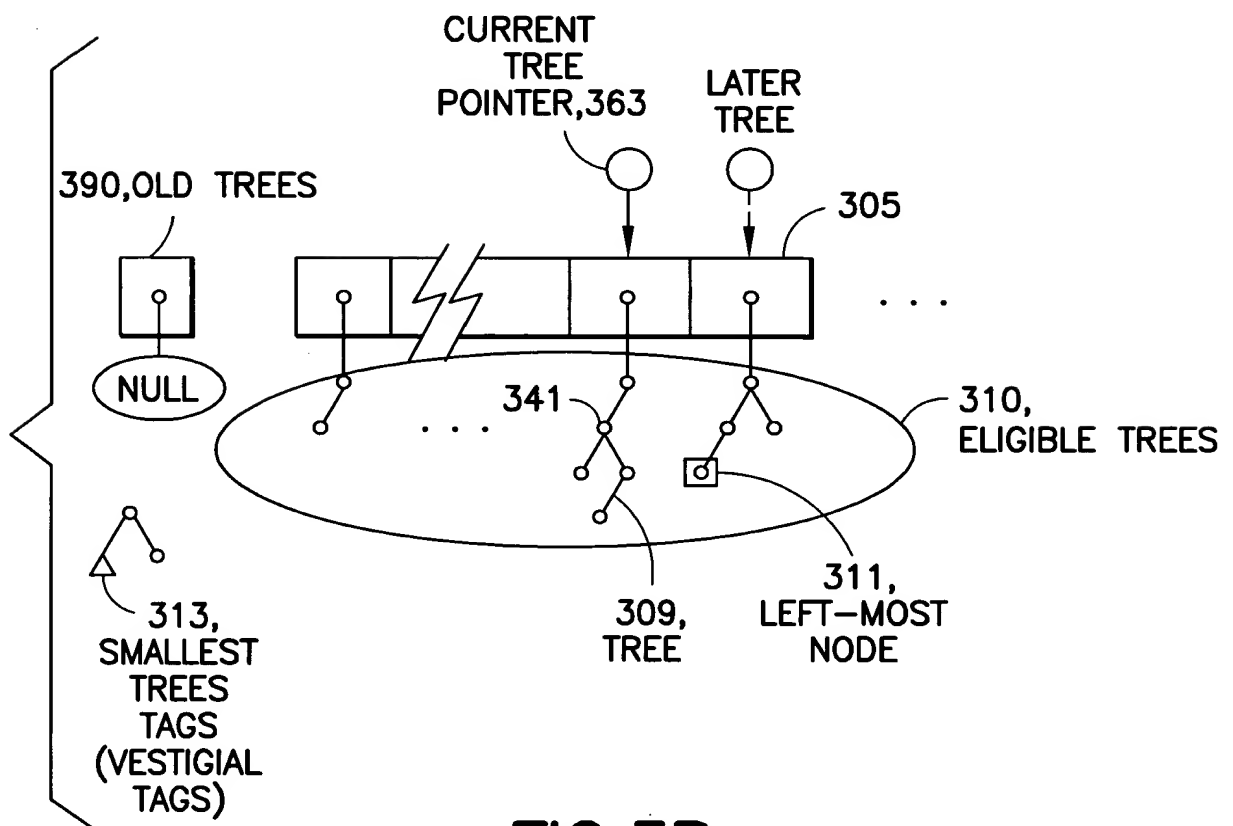 CURRENT
TREE
POINTER,363
LATER
TREE
390,OLD TREES
305
. . .
NULL
341
. . .
310,
ELIGIBLE TREES
313,
SMALLEST
TREES
TAGS
(VESTIGIAL
TAGS)
309,
TREE
311,
LEFT-MOST
NODE